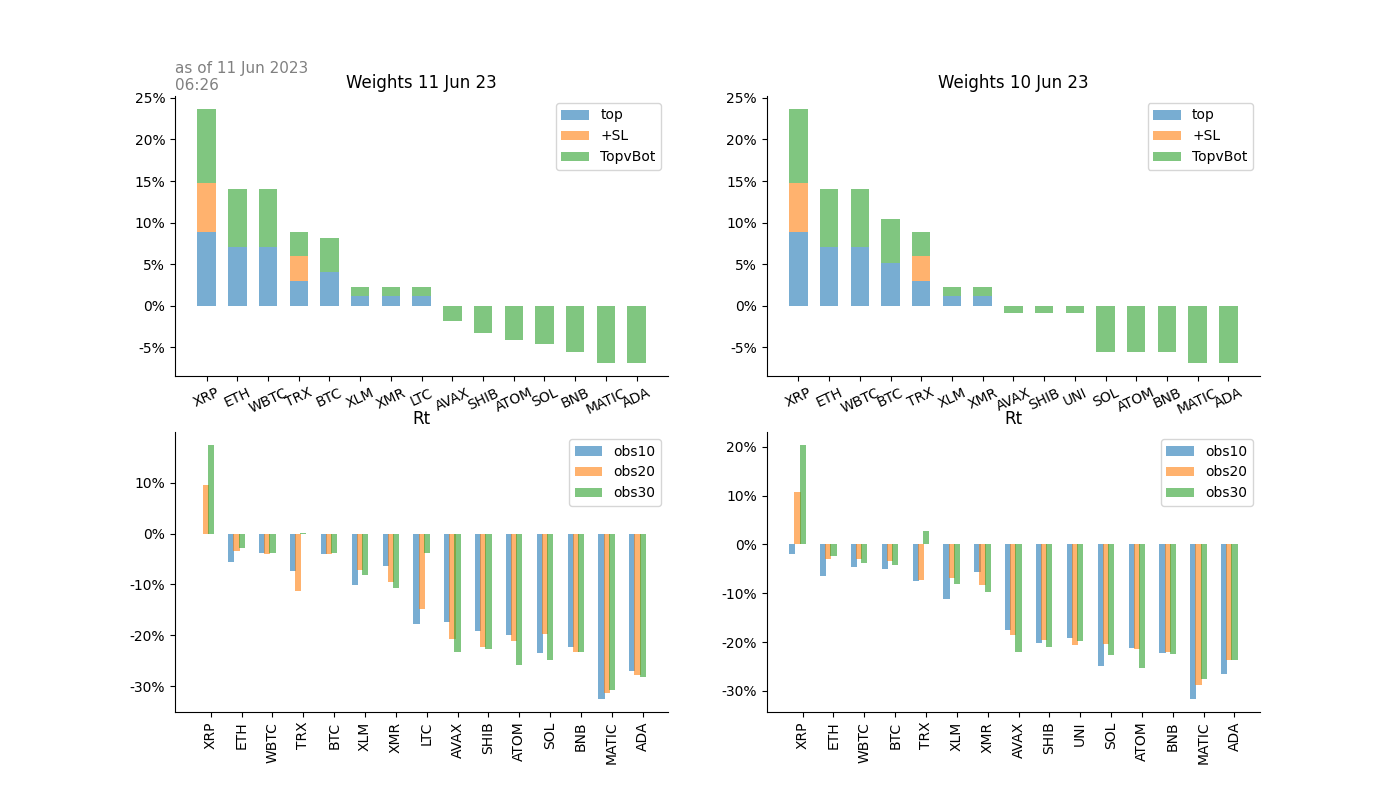 as of 11 Jun 2023
06:26
Weights 11 Jun 23
25%
20%
15%
10%
5%
0%
-5%
top
+SL
TopvBot
XRP ETH WBTC TRX BTC XLM XMR LTC AVAX SHIB ATOM SOL BNB MATIC ADA
Weights 10 Jun 23
25%
20%
15%
10%
5%
0%
-5%
top
+SL
TopvBot
XRP ETH WBTC BTC TRX XLM XMR AVAX SHIB UNI SOL ATOM BNB MATIC ADA
Rt
10%
0%
-10%
-20%
-30%
obs10
obs20
obs30
XRP ETH WBTC TRX BTC XLM XMR LTC AVAX SHIB ATOM SOL BNB MATIC ADA
Rt
20%
10%
0%
-10%
-20%
-30%
obs10
obs20
obs30
XRP ETH WBTC BTC TRX XLM XMR AVAX SHIB UNI SOL ATOM BNB MATIC ADA